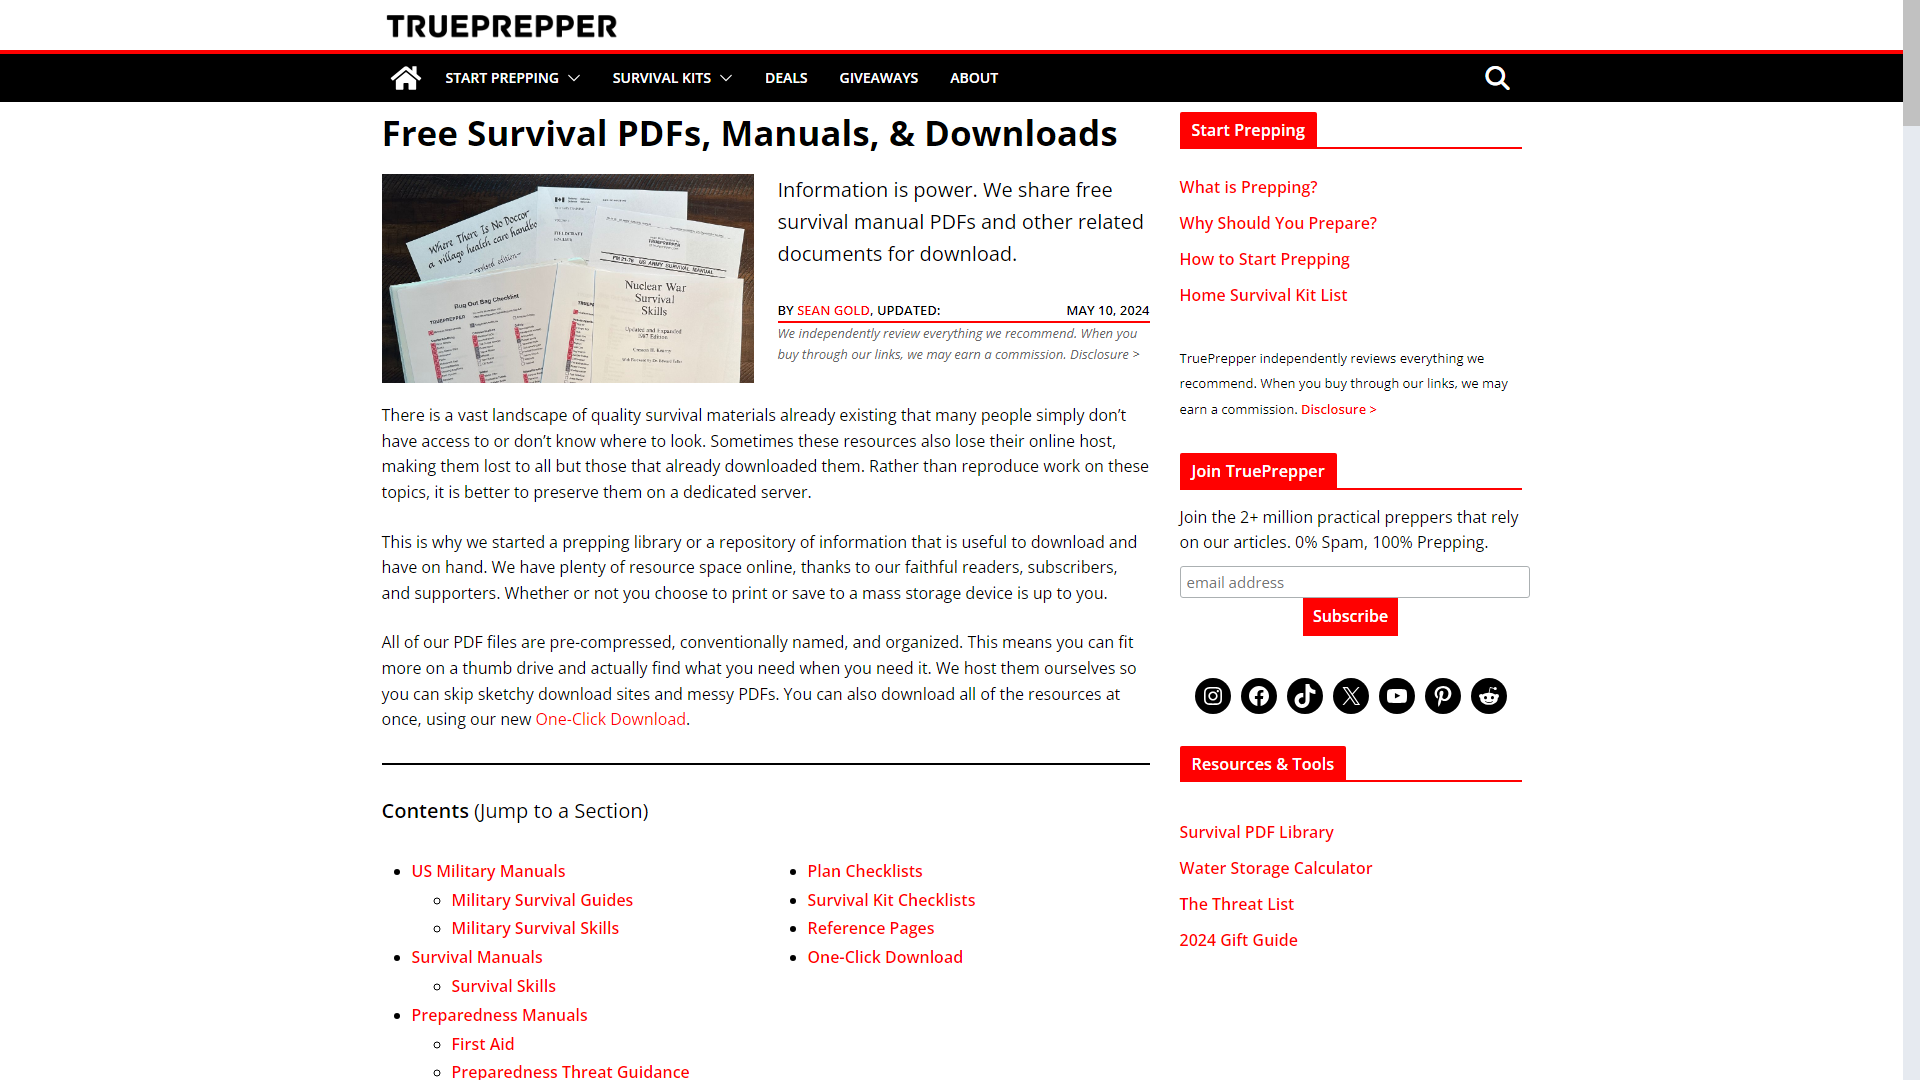 TRUEPREPPER
START PREPPING
SURVIVAL KITS
DEALS
GIVEAWAYS
ABOUT
Free Survival PDFs, Manuals, & Downloads
Where There Is No Doctor
a village health care handbo
-revised edition-
FM 21-76 US ARMY SURVIVAL MANUAL
Bug Out Bag Checklist
TRUEPREPPER
Nuclear War
Survival
Skills
Updated and Expanded
1987 Edition
Information is power. We share free
survival manual PDFs and other related
documents for download.
BY SEAN GOLD, UPDATED:
MAY 10, 2024
We independently review everything we recommend. When you
buy through our links, we may earn a commission. Disclosure >
There is a vast landscape of quality survival materials already existing that many people simply don’t
have access to or don’t know where to look. Sometimes these resources also lose their online host,
making them lost to all but those that already downloaded them. Rather than reproduce work on these
topics, it is better to preserve them on a dedicated server.
This is why we started a prepping library or a repository of information that is useful to download and
have on hand. We have plenty of resource space online, thanks to our faithful readers, subscribers,
and supporters. Whether or not you choose to print or save to a mass storage device is up to you.
All of our PDF files are pre-compressed, conventionally named, and organized. This means you can fit
more on a thumb drive and actually find what you need when you need it. We host them ourselves so
you can skip sketchy download sites and messy PDFs. You can also download all of the resources at
once, using our new One-Click Download.
Contents (Jump to a Section)
US Military Manuals
Military Survival Guides
Military Survival Skills
Survival Manuals
Survival Skills
Preparedness Manuals
First Aid
Preparedness Threat Guidance
Plan Checklists
Survival Kit Checklists
Reference Pages
One-Click Download
Start Prepping
What is Prepping?
Why Should You Prepare?
How to Start Prepping
Home Survival Kit List
TruePrepper independently reviews everything we
recommend. When you buy through our links, we may
earn a commission. Disclosure >
Join TruePrepper
Join the 2+ million practical preppers that rely
on our articles. 0% Spam, 100% Prepping.
email address
Subscribe
Resources & Tools
Survival PDF Library
Water Storage Calculator
The Threat List
2024 Gift Guide